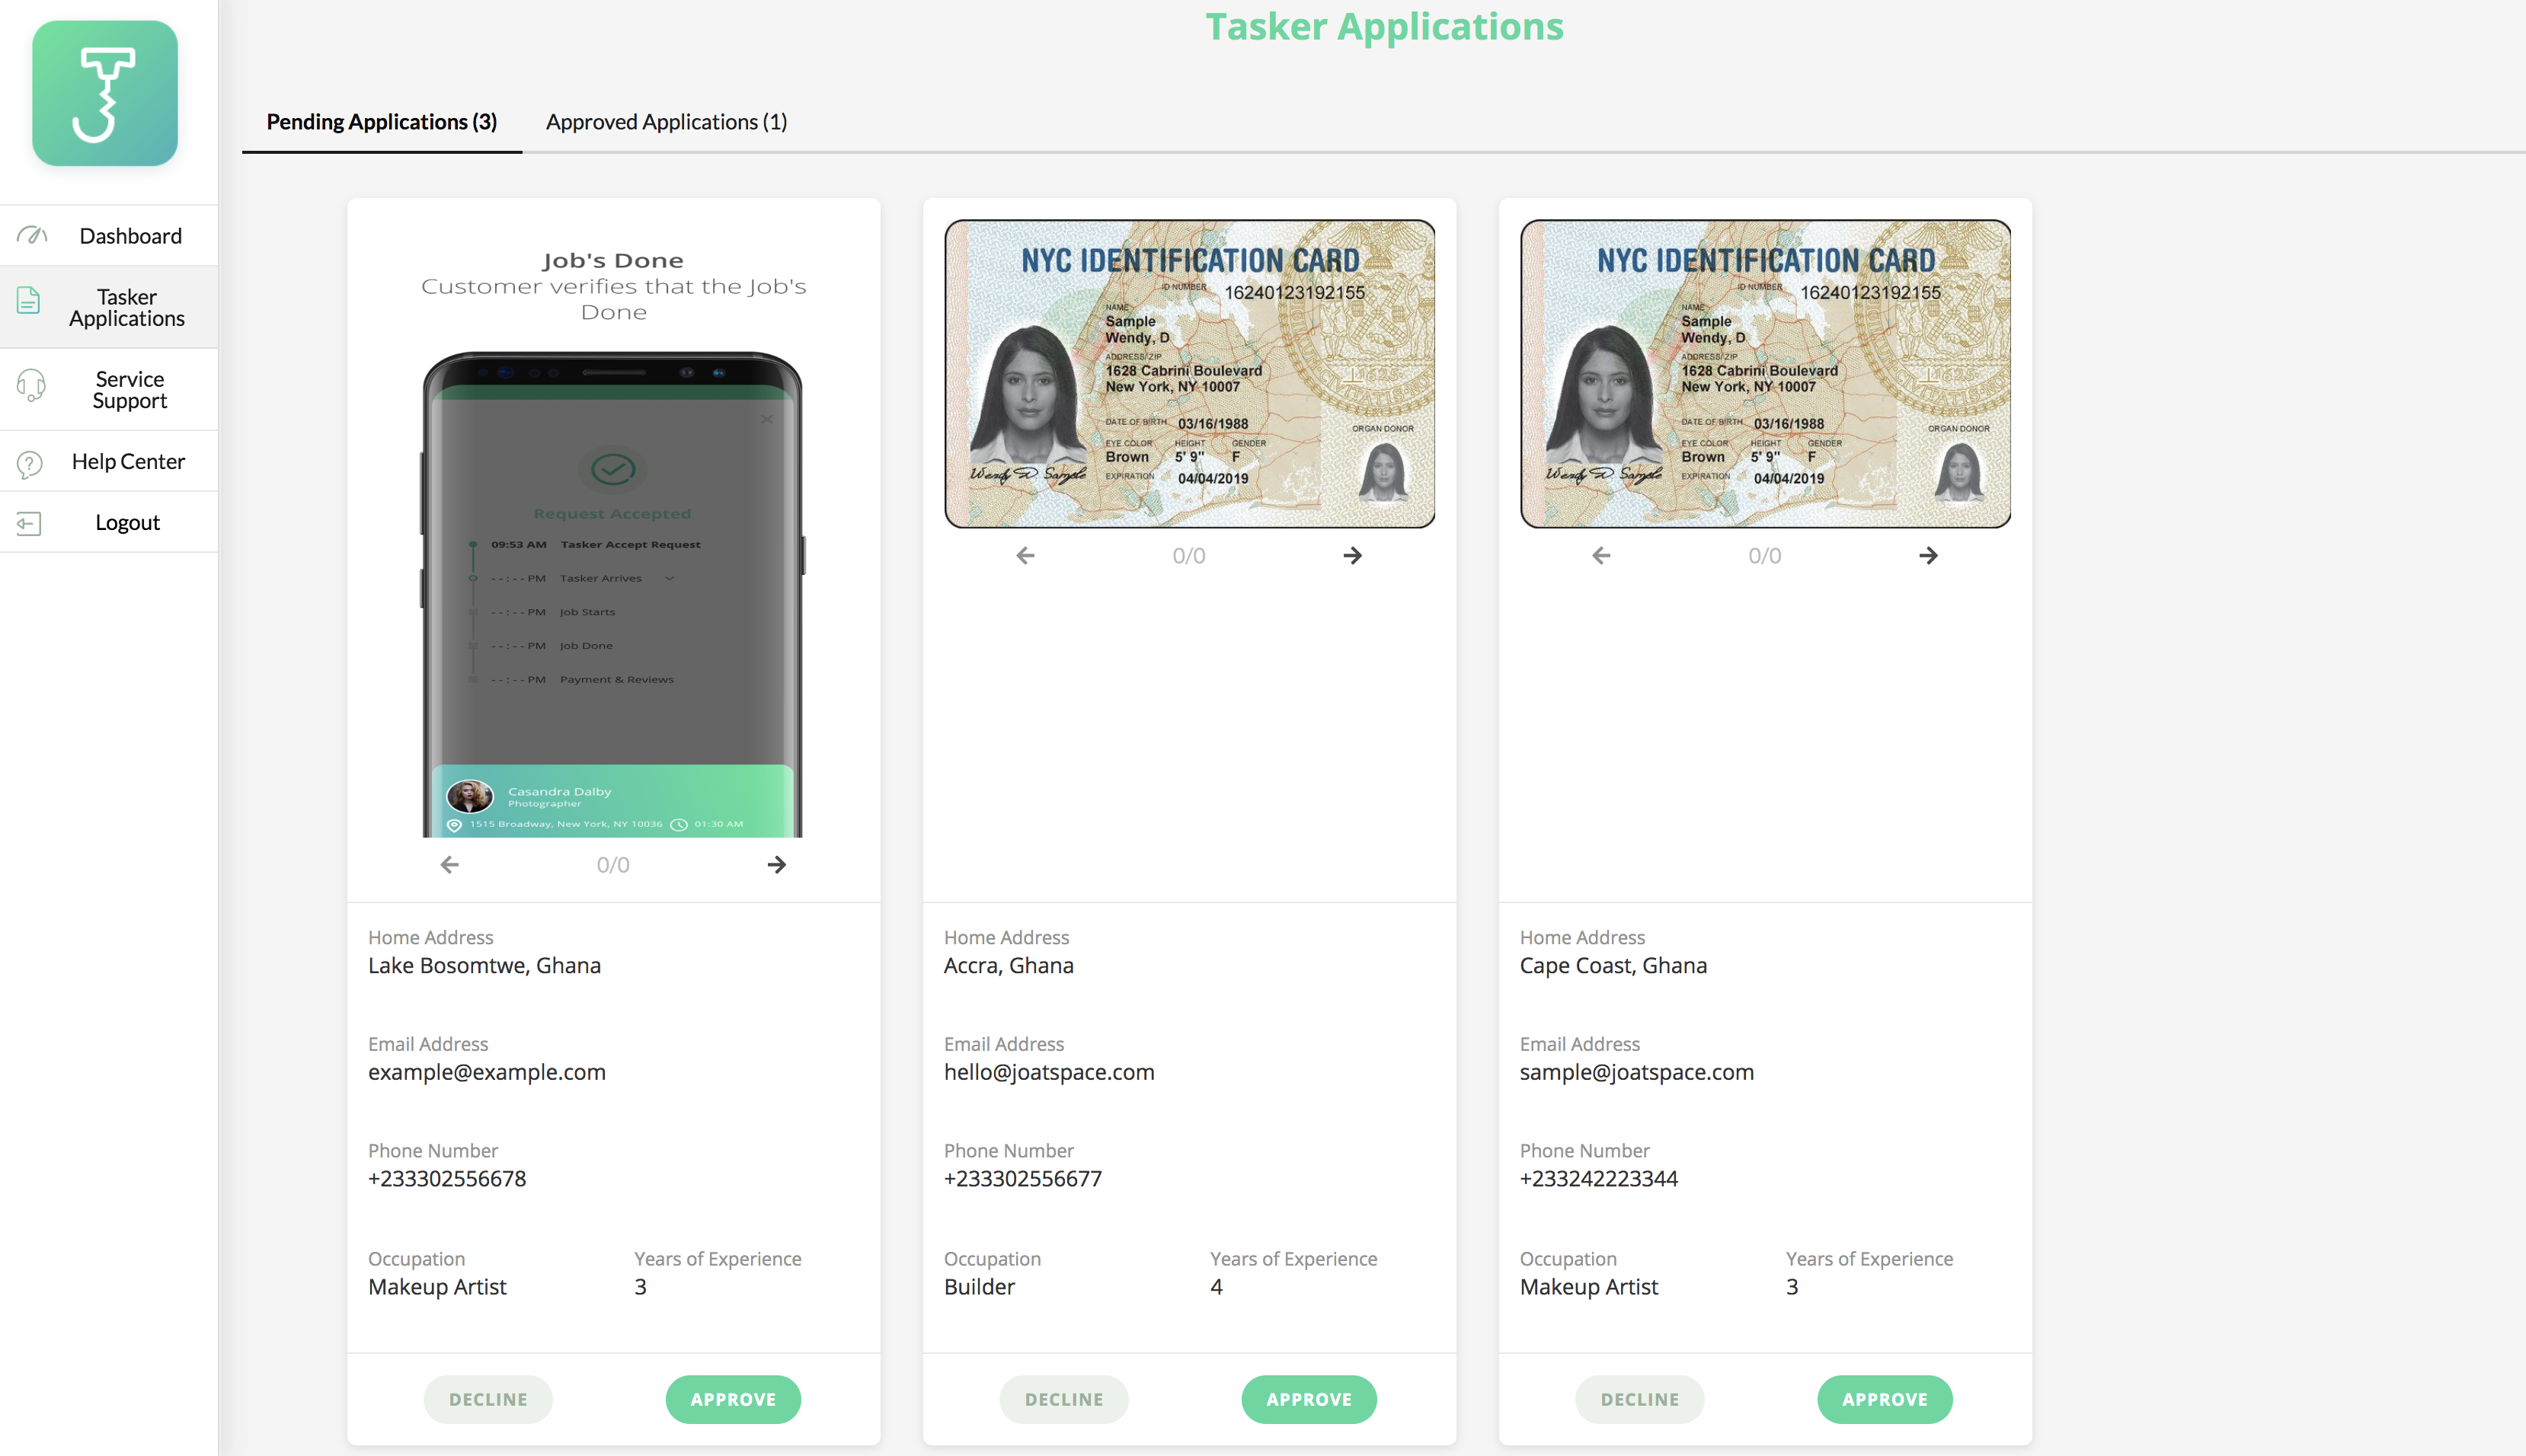 Tasker Applications
Pending Applications (3)
Approved Applications (1)
Dashboard
Tasker
Applications
Service
Support
Help Center
Logout
Job's Done
Customer verifies that the Job's
Done
Request Accepted
09:53 AM Tasker Accept Request
--:-- PM Tasker Arrives
--:-- PM Job Starts
--:-- PM Job Done
--:-- PM Payment & Reviews
Casandra Dalby
Photographer
1515 Broadway, New York, NY 10036 01:30 AM
0/0
Home Address
Lake Bosomtwe, Ghana
Email Address
example@example.com
Phone Number
+233302556678
Occupation Years of Experience
Makeup Artist 3
DECLINE APPROVE
NYC IDENTIFICATION CARD
ID NUMBER 16240123192155
NAME
Sample
Wendy, D
ADDRESS/ZIP
1628 Cabrini Boulevard
New York, NY 10007
DATE OF BIRTH 03/16/1988
ORGAN DONOR
EYE COLOR HEIGHT GENDER
Brown 5' 9" F
Wendy D Sample
EXPIRATION 04/04/2019
0/0
Home Address
Accra, Ghana
Email Address
hello@joatspace.com
Phone Number
+233302556677
Occupation Years of Experience
Builder 4
DECLINE APPROVE
NYC IDENTIFICATION CARD
ID NUMBER 16240123192155
NAME
Sample
Wendy, D
ADDRESS/ZIP
1628 Cabrini Boulevard
New York, NY 10007
DATE OF BIRTH 03/16/1988
ORGAN DONOR
EYE COLOR HEIGHT GENDER
Brown 5' 9" F
Wendy D Sample
EXPIRATION 04/04/2019
0/0
Home Address
Cape Coast, Ghana
Email Address
sample@joatspace.com
Phone Number
+233242223344
Occupation Years of Experience
Makeup Artist 3
DECLINE APPROVE